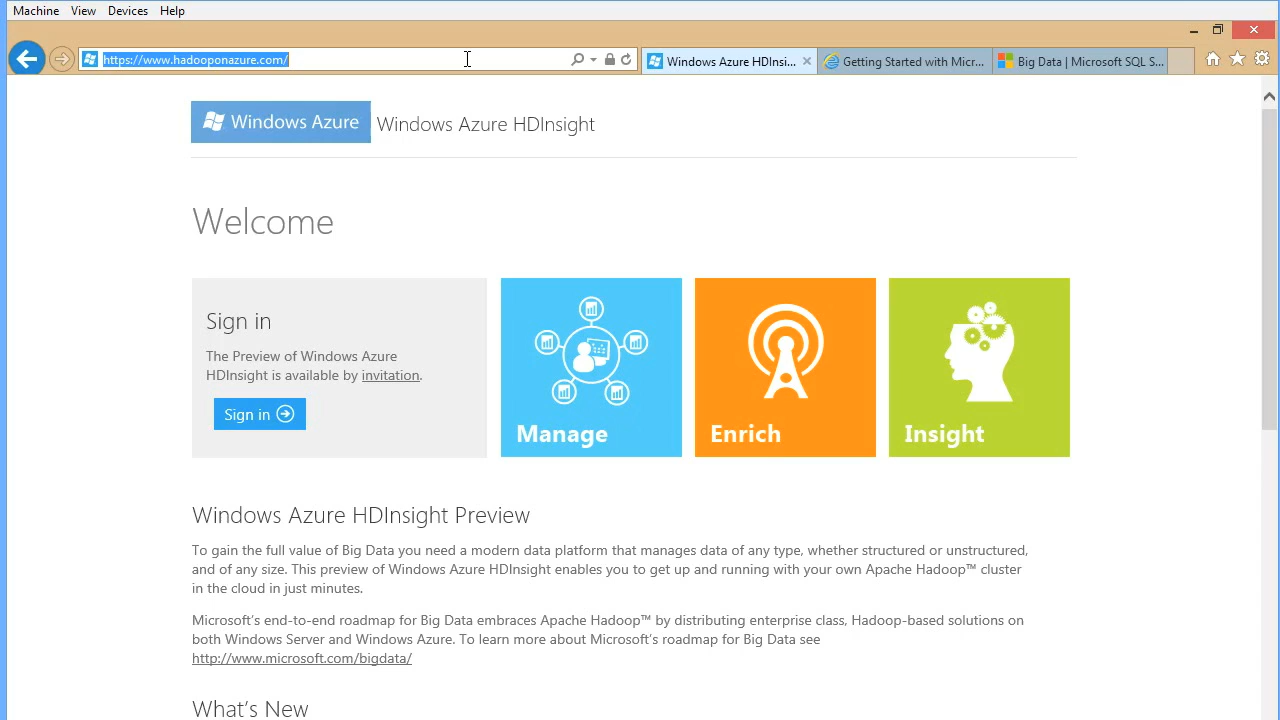 Machine View Devices Help
https://www.hadooponazure.com/
Windows Azure HDInsi...
Getting Started with Micr...
Big Data | Microsoft SQL S...
Windows Azure Windows Azure HDInsight
Welcome
Sign in
The Preview of Windows Azure
HDInsight is available by invitation.
Sign in
Manage
Enrich
Insight
Windows Azure HDInsight Preview
To gain the full value of Big Data you need a modern data platform that manages data of any type, whether structured or unstructured,
and of any size. This preview of Windows Azure HDInsight enables you to get up and running with your own Apache Hadoop™ cluster
in the cloud in just minutes.
Microsoft's end-to-end roadmap for Big Data embraces Apache Hadoop™ by distributing enterprise class, Hadoop-based solutions on
both Windows Server and Windows Azure. To learn more about Microsoft's roadmap for Big Data see
http://www.microsoft.com/bigdata/
What's New